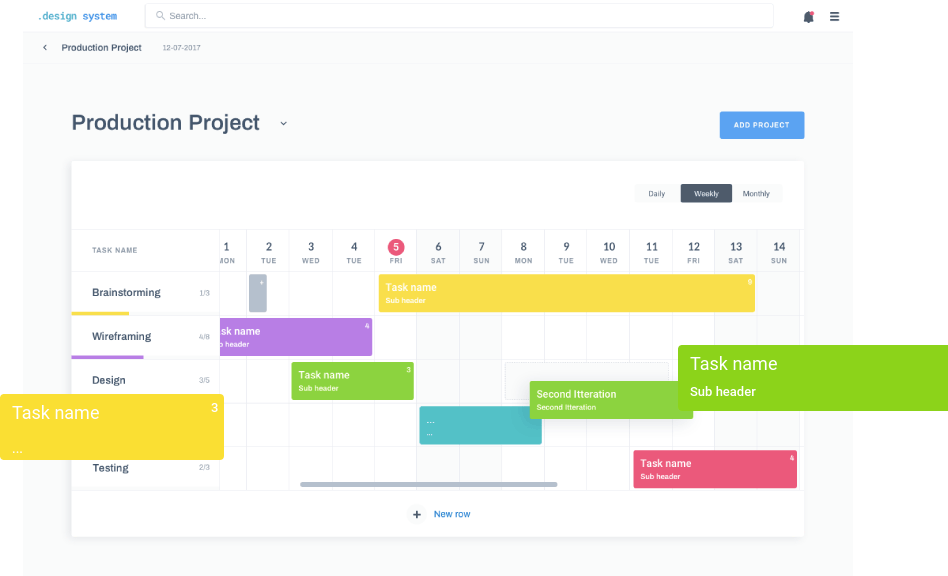 .design system
Search...
Production Project 12-07-2017
Production Project
ADD PROJECT
Daily Weekly Monthly
TASK NAME
1 2 3 4 5 6 7 8 9 10 11 12 13 14
MON TUE WED TUE FRI SAT SUN MON TUE WED TUE FRI SAT SUN
Brainstorming 1/3
+
Task name
Sub header
Wireframing 4/8
sk name 4
header
Design 3/5
Task name 3
Sub header
Second Itteration
Second Itteration
Task name
Sub header
Task name 3
...
...
...
Testing 2/3
Task name 4
Sub header
+ New row